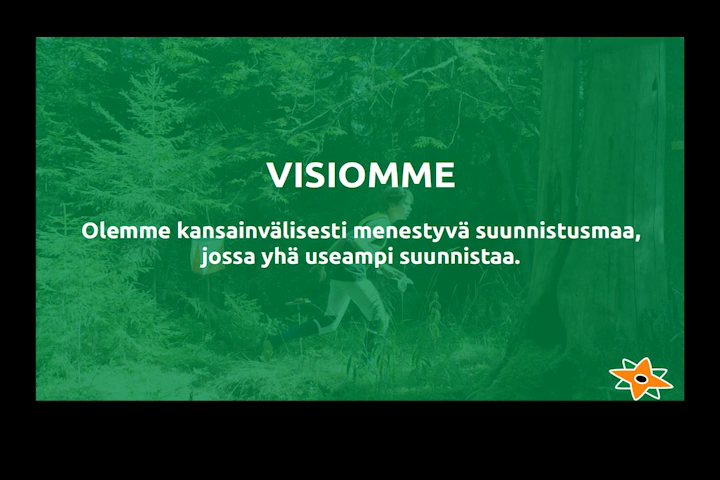 VISIOMME
Olemme kansainvälisesti menestyvä suunnistusmaa,
jossa yhä useampi suunnistaa.